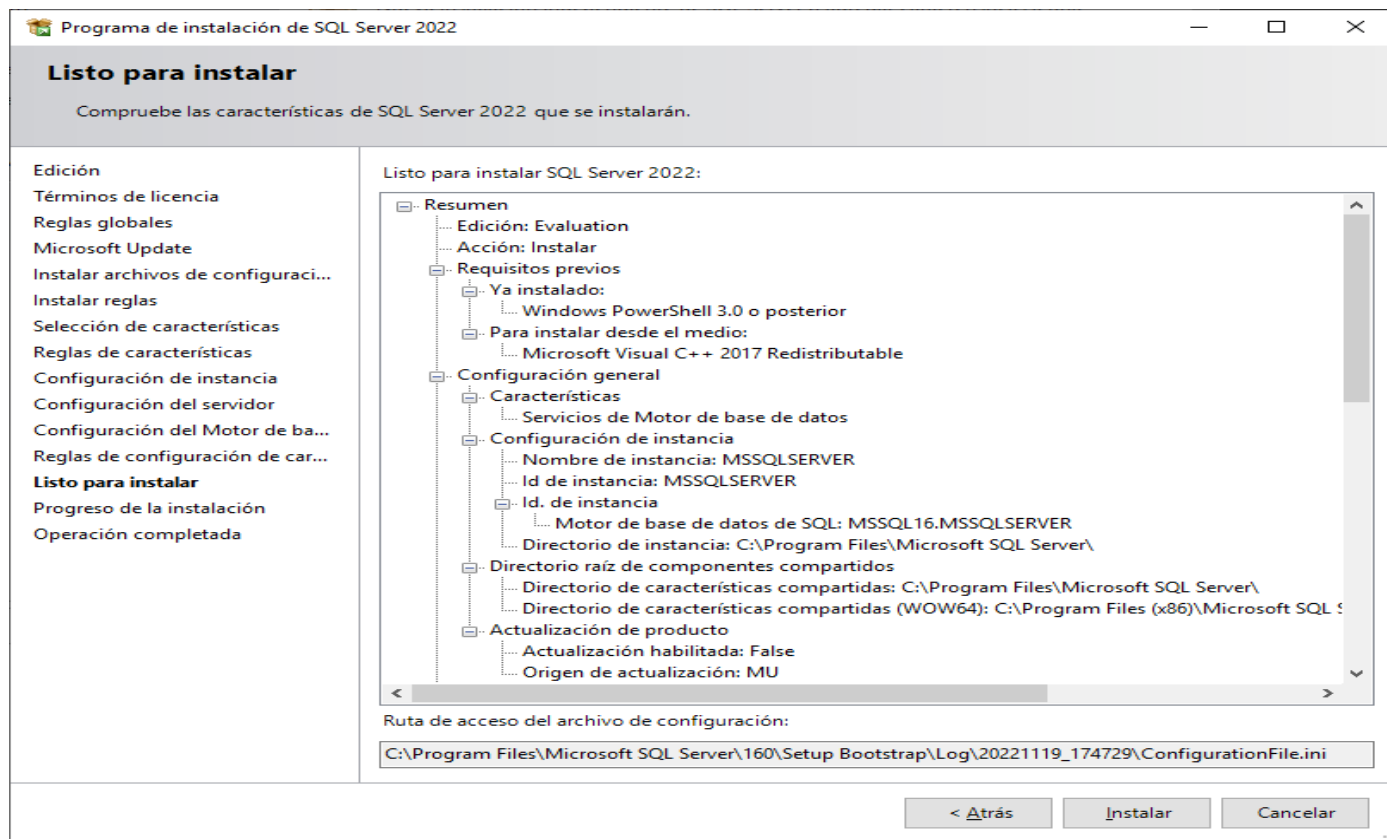 Programa de instalación de SQL Server 2022
Listo para instalar
Compruebe las características de SQL Server 2022 que se instalarán.
Edición
Términos de licencia
Reglas globales
Microsoft Update
Instalar archivos de configuraci...
Instalar reglas
Selección de características
Reglas de características
Configuración de instancia
Configuración del servidor
Configuración del Motor de ba...
Reglas de configuración de car...
Listo para instalar
Progreso de la instalación
Operación completada
Listo para instalar SQL Server 2022:
Resumen
Edición: Evaluation
Acción: Instalar
Requisitos previos
Ya instalado:
Windows PowerShell 3.0 o posterior
Para instalar desde el medio:
Microsoft Visual C++ 2017 Redistributable
Configuración general
Características
Servicios de Motor de base de datos
Configuración de instancia
Nombre de instancia: MSSQLSERVER
Id de instancia: MSSQLSERVER
Id. de instancia
Motor de base de datos de SQL: MSSQL16.MSSQLSERVER
Directorio de instancia: C:\Program Files\Microsoft SQL Server\
Directorio raíz de componentes compartidos
Directorio de características compartidas: C:\Program Files\Microsoft SQL Server\
Directorio de características compartidas (WOW64): C:\Program Files (x86)\Microsoft SQL S
Actualización de producto
Actualización habilitada: False
Origen de actualización: MU
Ruta de acceso del archivo de configuración:
C:\Program Files\Microsoft SQL Server\160\Setup Bootstrap\Log\20221119_174729\ConfigurationFile.ini
< Atrás
Instalar
Cancelar